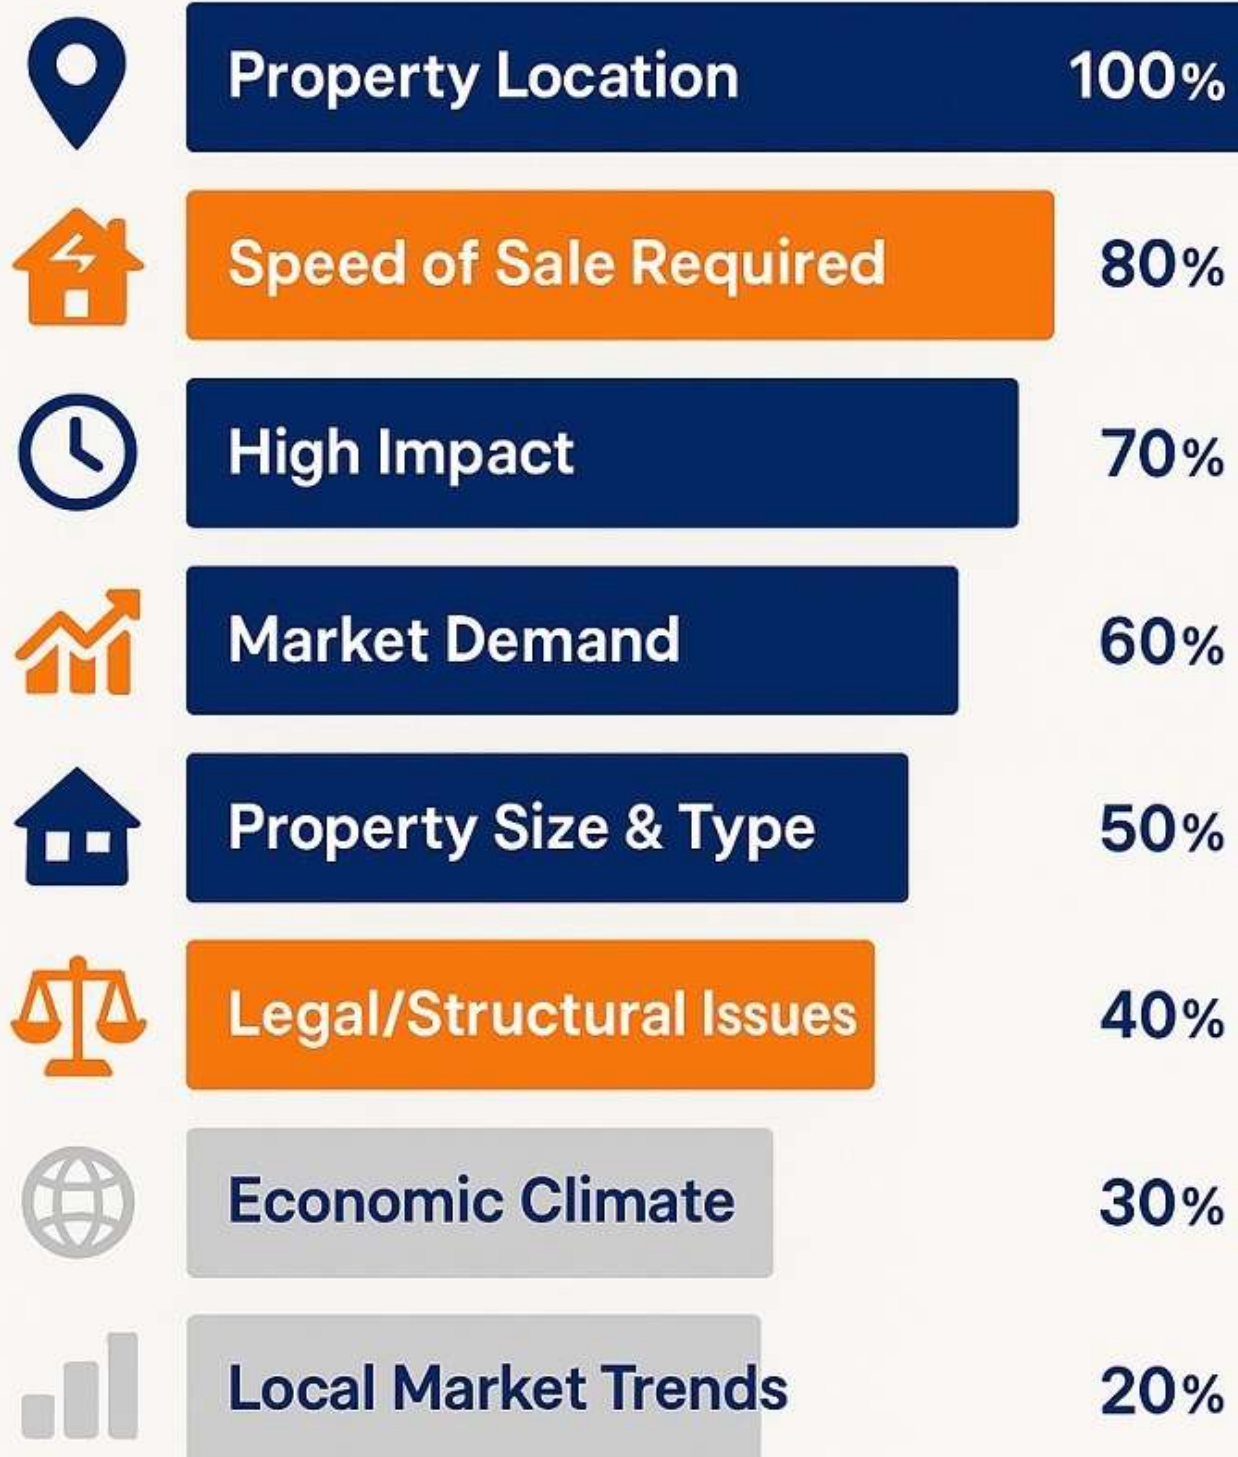 Property Location 100%
Speed of Sale Required 80%
High Impact 70%
Market Demand 60%
Property Size & Type 50%
Legal/Structural Issues 40%
Economic Climate 30%
Local Market Trends 20%